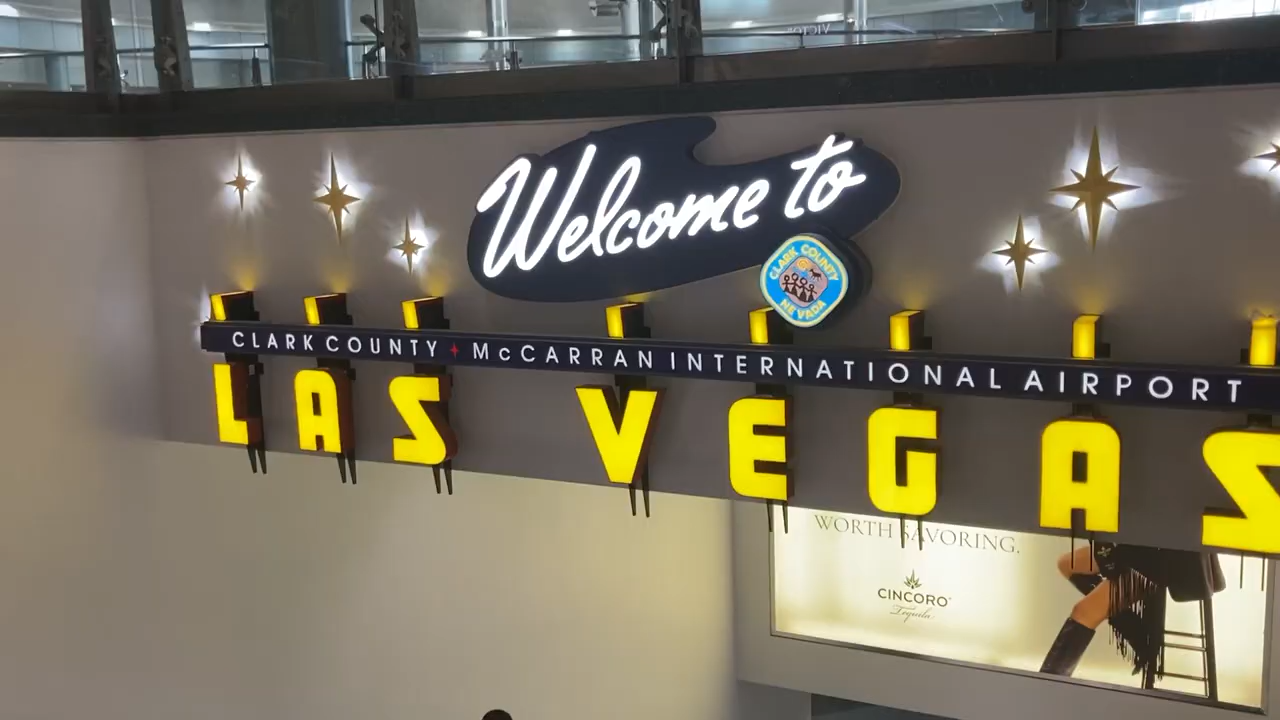 Welcome to
CLARK COUNTY
NEVADA
CLARK COUNTY McCARRAN INTERNATIONAL AIRPORT
LAS VEGAS
WORTH SAVORING.
CINCORO
Tequila